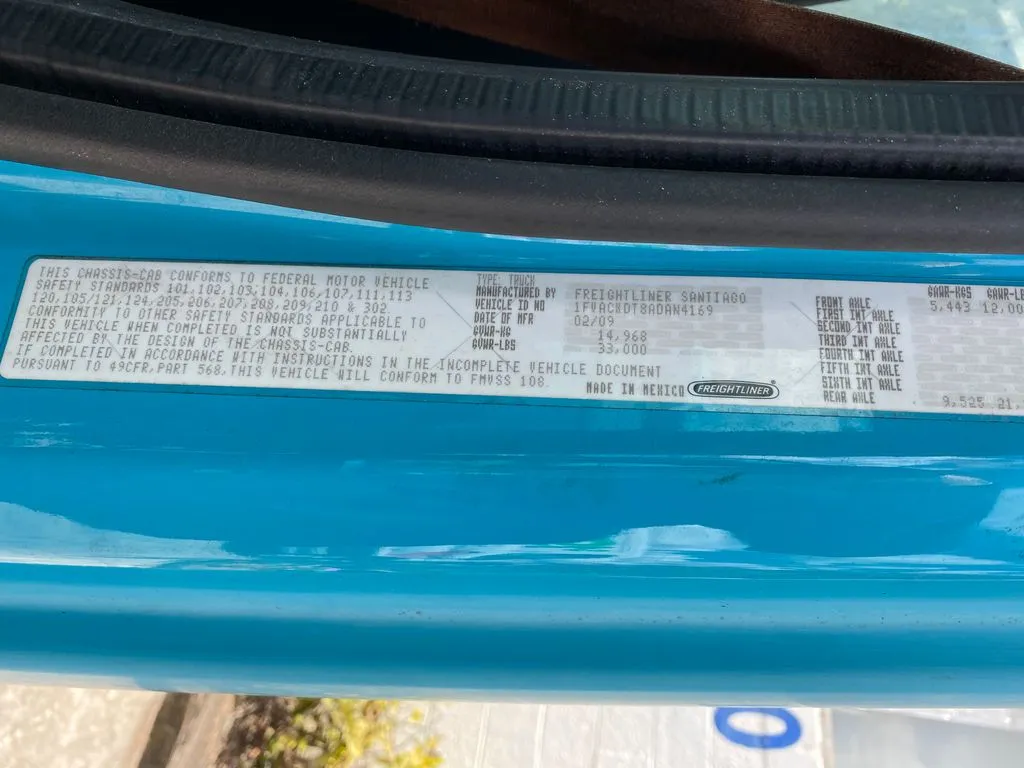 THIS CHASSIS-CAB CONFORMS TO FEDERAL MOTOR VEHICLE
SAFETY STANDARDS 101,102,103,104,106,107,111,113
120,105/121,124,205,206,207,208,209,210 & 302.
CONFORMITY TO OTHER SAFETY STANDARDS APPLICABLE TO
THIS VEHICLE WHEN COMPLETED IS NOT SUBSTANTIALLY
AFFECTED BY THE DESIGN OF THE CHASSIS-CAB.
IF COMPLETED IN ACCORDANCE WITH INSTRUCTIONS IN THE INCOMPLETE VEHICLE DOCUMENT
PURSUANT TO 49CFR,PART 568,THIS VEHICLE WILL CONFORM TO FMVSS 108.
TYPE: TRUCK
MANUFACTURED BY FREIGHTLINER SANTIAGO
VEHICLE ID NO 1FVACXDT8ADAN4169
DATE OF MFR 02/09
GVWR-KG 14,968
GVWR-LBS 33,000
MADE IN MEXICO FREIGHTLINER
GAWR-KGS GAWR-L
FRONT AXLE 5,443 12,00
FIRST INT AXLE
SECOND INT AXLE
THIRD INT AXLE
FOURTH INT AXLE
FIFTH INT AXLE
SIXTH INT AXLE
REAR AXLE 9,525 21,
O